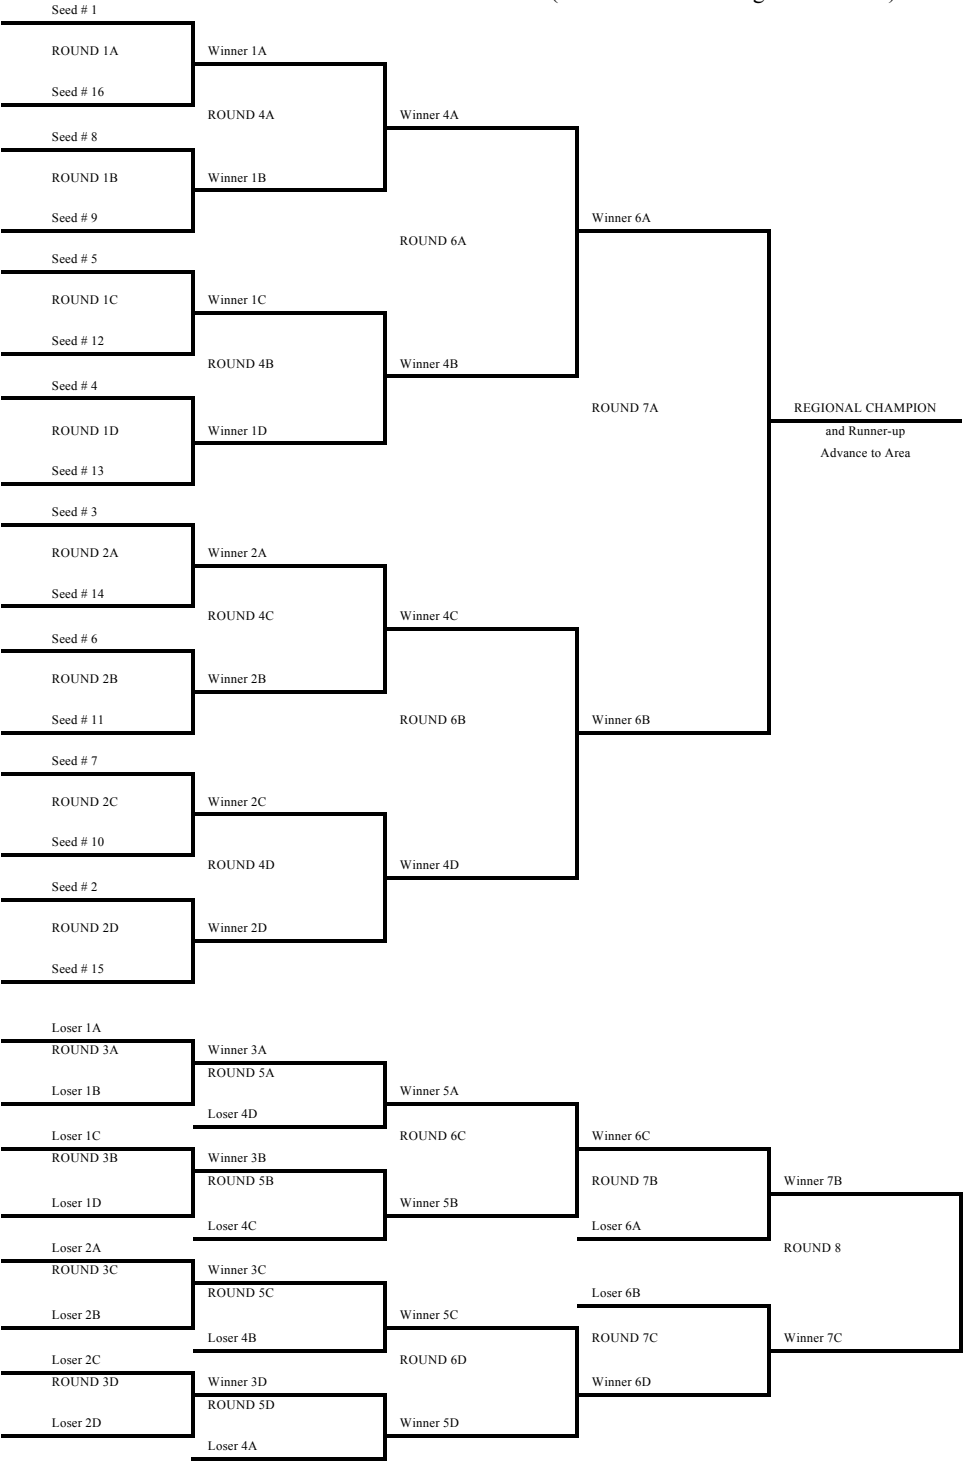 Seed # 1
ROUND 1A
Winner 1A
Seed # 16
ROUND 4A
Winner 4A
Seed # 8
ROUND 1B
Winner 1B
Seed # 9
Winner 6A
ROUND 6A
Seed # 5
ROUND 1C
Winner 1C
Seed # 12
ROUND 4B
Winner 4B
Seed # 4
ROUND 7A
REGIONAL CHAMPION
ROUND 1D
Winner 1D
and Runner-up
Advance to Area
Seed # 13
Seed # 3
ROUND 2A
Winner 2A
Seed # 14
ROUND 4C
Winner 4C
Seed # 6
ROUND 2B
Winner 2B
Seed # 11
ROUND 6B
Winner 6B
Seed # 7
ROUND 2C
Winner 2C
Seed # 10
ROUND 4D
Winner 4D
Seed # 2
ROUND 2D
Winner 2D
Seed # 15
Loser 1A
ROUND 3A
Winner 3A
ROUND 5A
Loser 1B
Winner 5A
Loser 4D
Loser 1C
ROUND 6C
Winner 6C
ROUND 3B
Winner 3B
ROUND 5B
ROUND 7B
Winner 7B
Loser 1D
Winner 5B
Loser 4C
Loser 6A
Loser 2A
ROUND 8
ROUND 3C
Winner 3C
ROUND 5C
Loser 6B
Loser 2B
Winner 5C
Loser 4B
ROUND 7C
Winner 7C
Loser 2C
ROUND 6D
ROUND 3D
Winner 3D
Winner 6D
ROUND 5D
Loser 2D
Winner 5D
Loser 4A